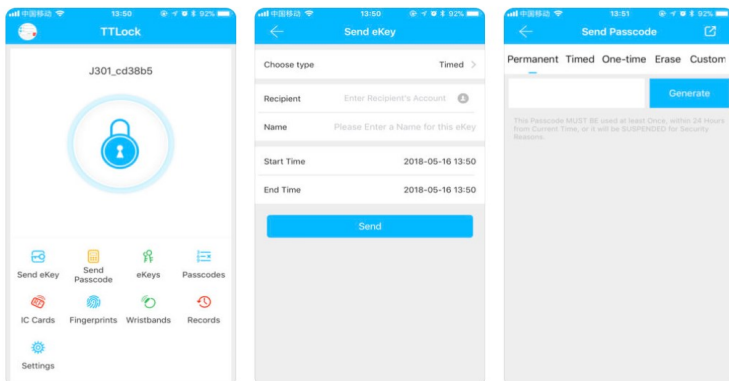 中国移动 13:50 92%
TTLock
J301_cd38b5
Send eKey
Send Passcode
eKeys
Passcodes
IC Cards
Fingerprints
Wristbands
Records
Settings
中国移动 13:50 92%
Send eKey
Choose type Timed
Recipient Enter Recipient's Account
Name Please Enter a Name for this eKey
Start Time 2018-05-16 13:50
End Time 2018-05-16 13:50
Send
中国移动 13:51 92%
Send Passcode
Permanent Timed One-time Erase Custom
Generate
This Passcode MUST BE used at least Once, within 24 Hours
from Current Time, or it will be SUSPENDED for Security
Reasons.